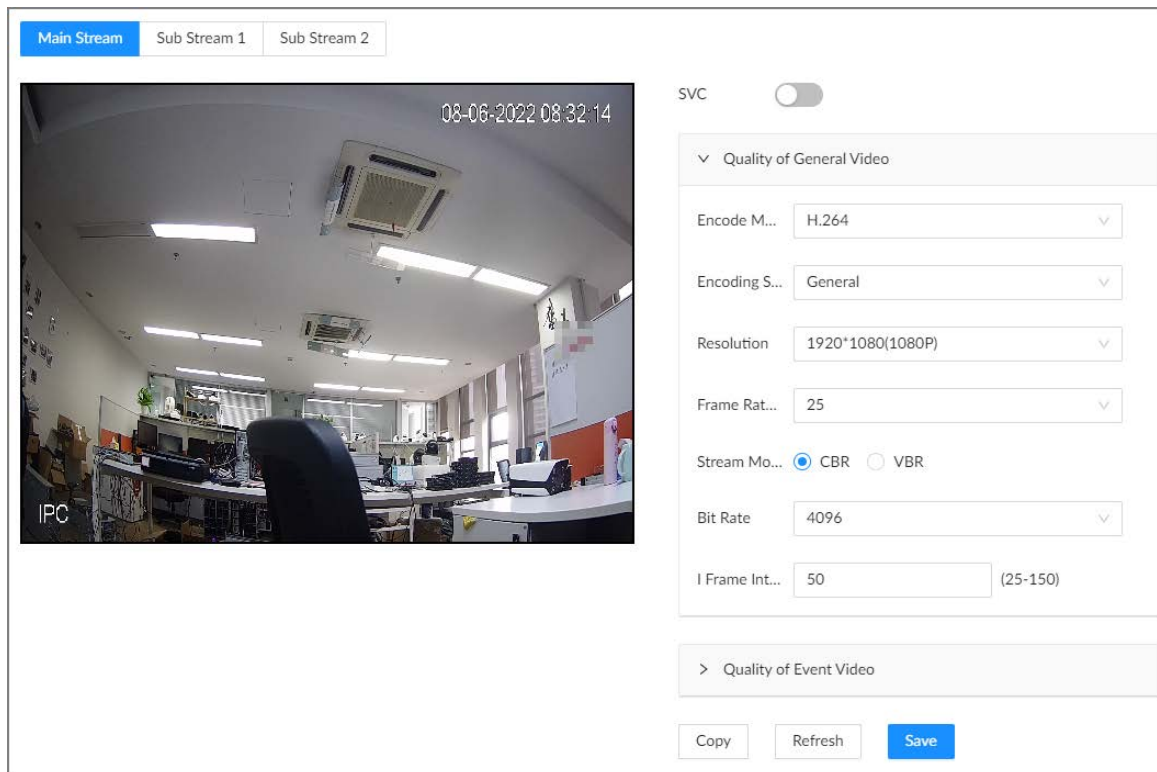 Main Stream
Sub Stream 1
Sub Stream 2
08-06-2022 08:32:14
IPC
SVC
Quality of General Video
Encode M... H.264
Encoding S... General
Resolution 1920*1080(1080P)
Frame Rat... 25
Stream Mo... CBR VBR
Bit Rate 4096
I Frame Int... 50 (25-150)
Quality of Event Video
Copy Refresh Save